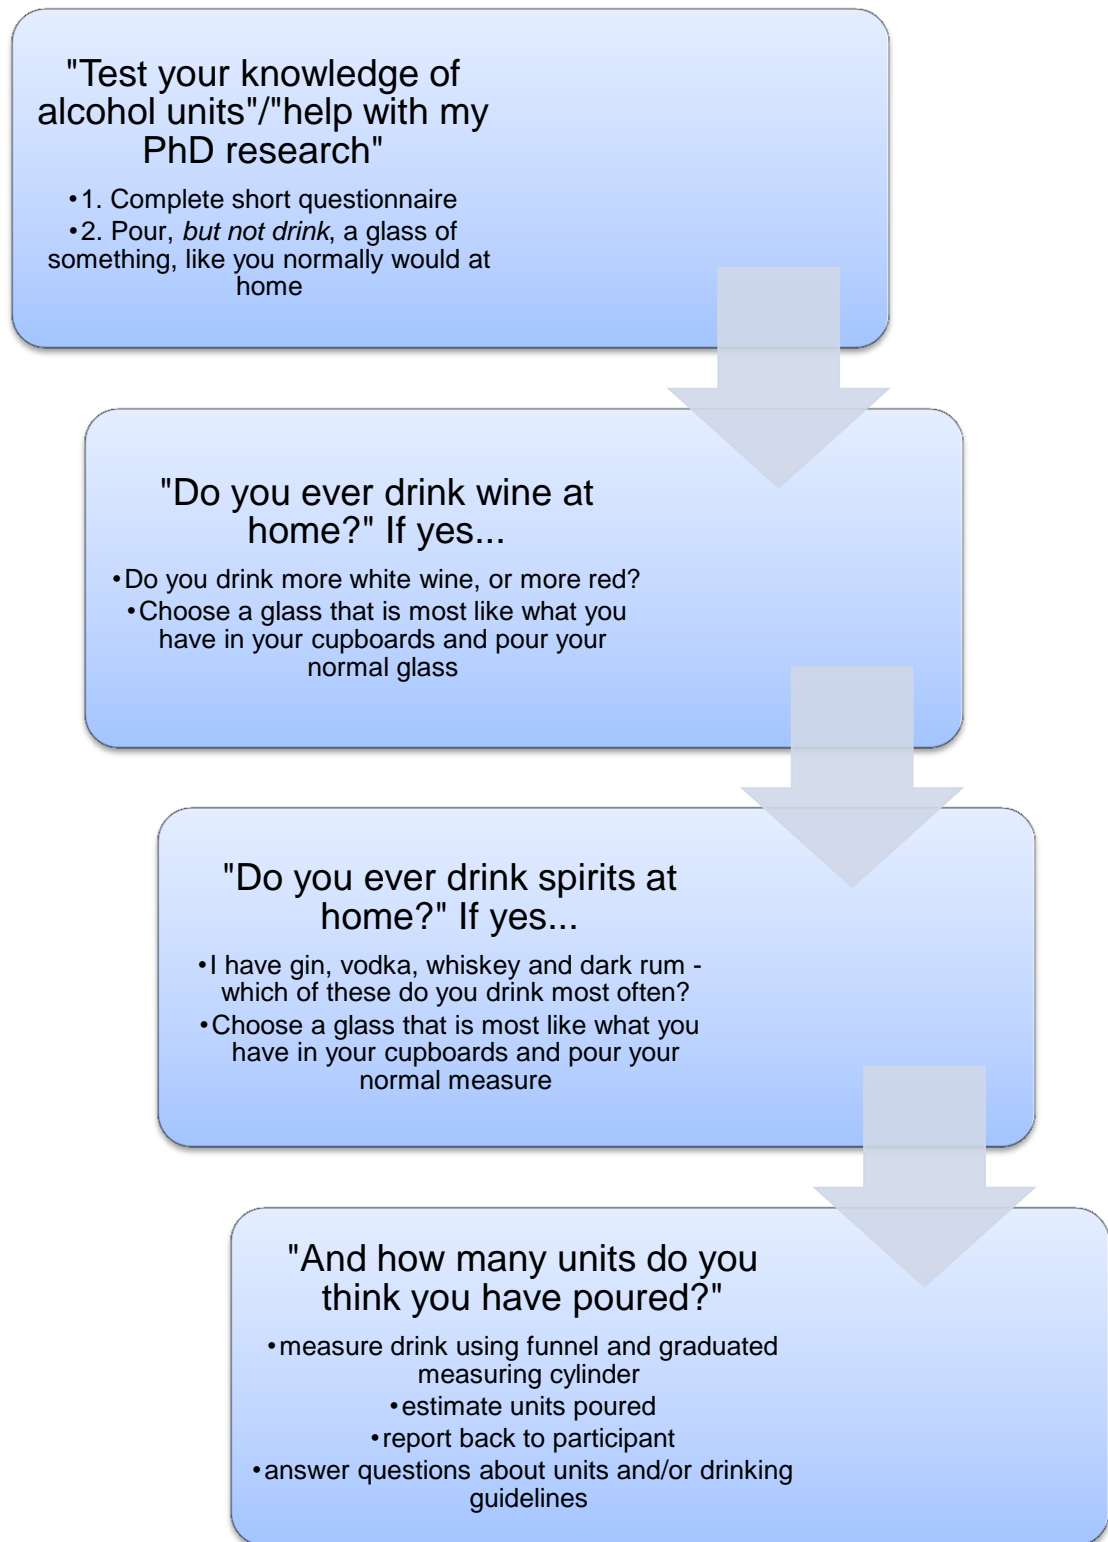 "Test your knowledge of
alcohol units"/"help with my
PhD research"
•1. Complete short questionnaire
•2. Pour, but not drink, a glass of
something, like you normally would at
home
"Do you ever drink wine at
home?" If yes...
•Do you drink more white wine, or more red?
•Choose a glass that is most like what you
have in your cupboards and pour your
normal glass
"Do you ever drink spirits at
home?" If yes...
•I have gin, vodka, whiskey and dark rum -
which of these do you drink most often?
•Choose a glass that is most like what you
have in your cupboards and pour your
normal measure
"And how many units do you
think you have poured?"
•measure drink using funnel and graduated
measuring cylinder
•estimate units poured
•report back to participant
•answer questions about units and/or drinking
guidelines